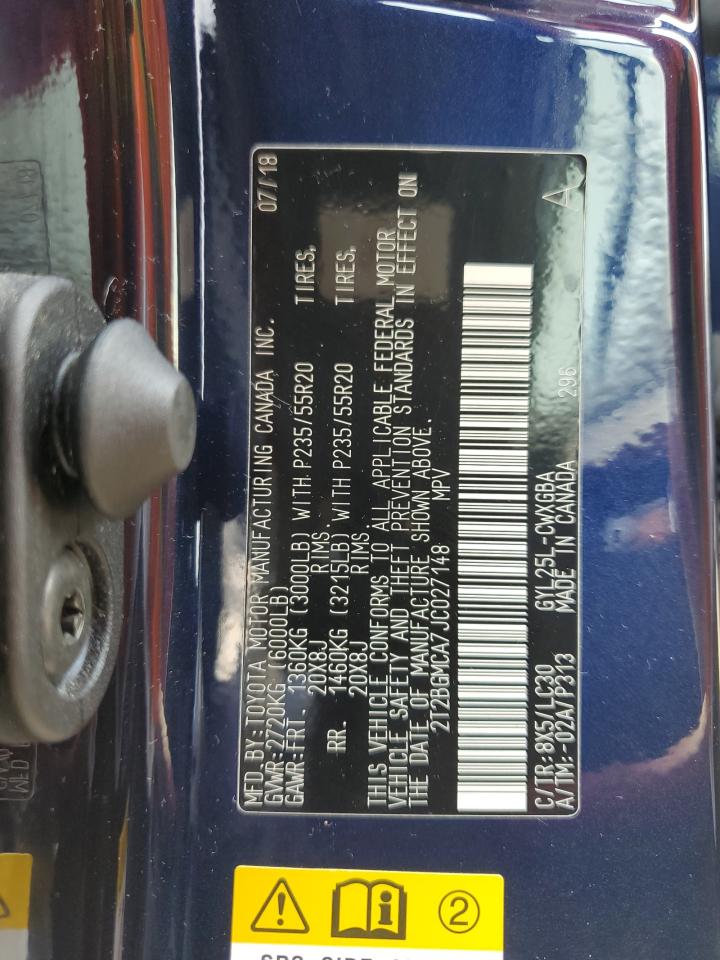 MFD.BY:TOYOTA MOTOR MANUFACTURING CANADA INC. 07/18
GVWR:2720KG (6000LB)
GAWR:FRT. 1360KG (3000LB) WITH P235/55R20 TIRES,
20X8J RIMS
RR. 1460KG (3215LB) WITH P235/55R20 TIRES,
20X8J RIMS
THIS VEHICLE CONFORMS TO ALL APPLICABLE FEDERAL MOTOR
VEHICLE SAFETY AND THEFT PREVENTION STANDARDS IN EFFECT ON
THE DATE OF MANUFACTURE SHOWN ABOVE.
2T2BGMCA7JC027148 MPV
A
C/TR:8X5/LC30 GYL25L-CWXGBA
A/TM:-02A/P313 MADE IN CANADA 296
2